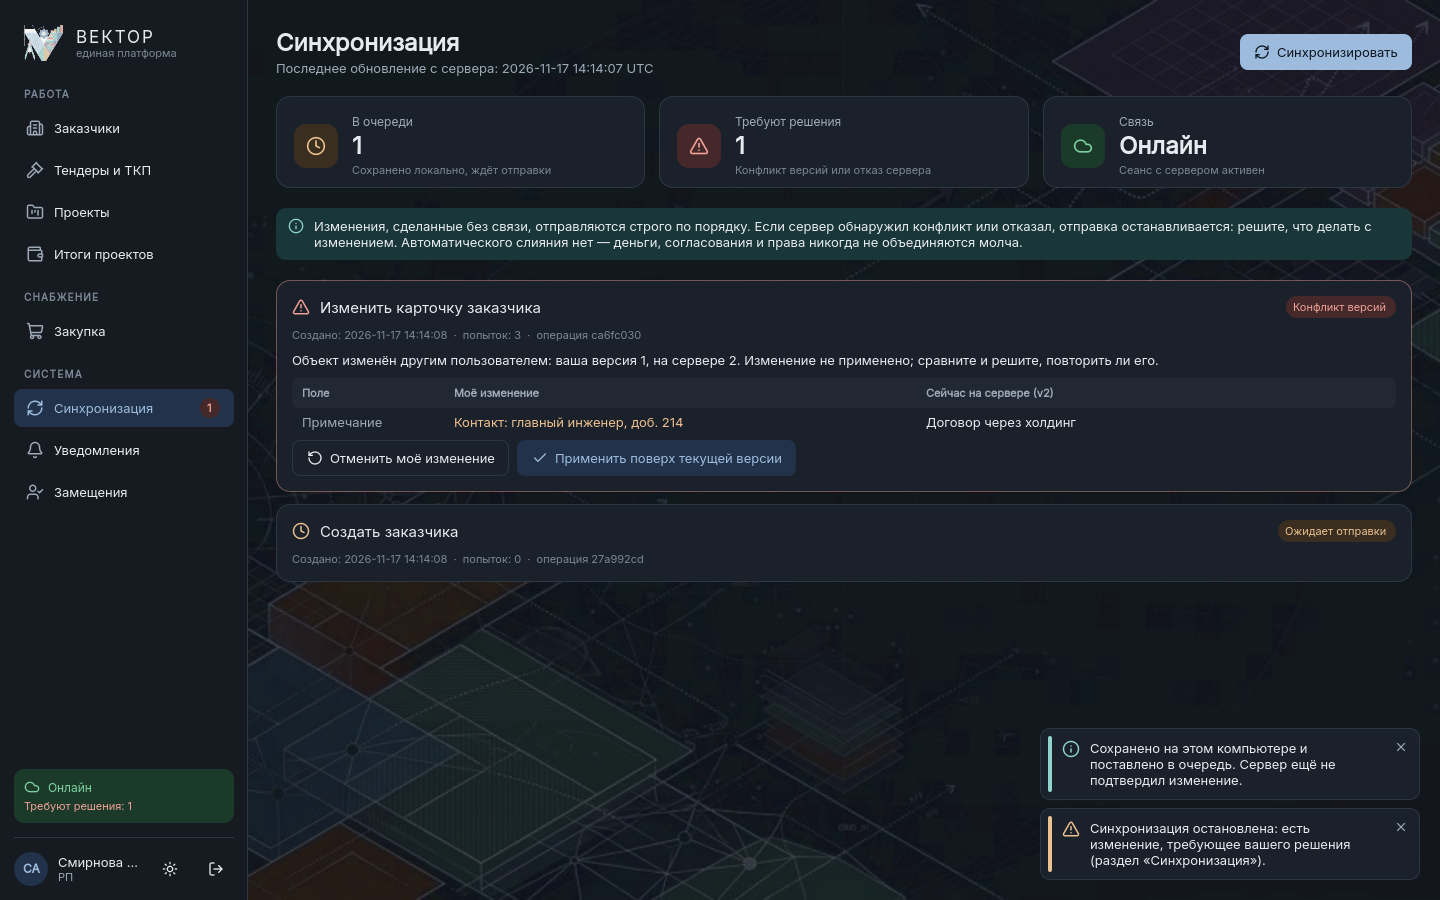 ВЕКТОР
единая платформа
РАБОТА
Заказчики
Тендеры и ТКП
Проекты
Итоги проектов
СНАБЖЕНИЕ
Закупка
СИСТЕМА
Синхронизация 1
Уведомления
Замещения
Онлайн
Требуют решения: 1
СА
Смирнова ...
РП
Синхронизация
Последнее обновление с сервера: 2026-11-17 14:14:07 UTC
Синхронизировать
В очереди
1
Сохранено локально, ждёт отправки
Требуют решения
1
Конфликт версий или отказ сервера
Связь
Онлайн
Сеанс с сервером активен
Изменения, сделанные без связи, отправляются строго по порядку. Если сервер обнаружил конфликт или отказал, отправка останавливается: решите, что делать с
изменением. Автоматического слияния нет — деньги, согласования и права никогда не объединяются молча.
Изменить карточку заказчика
Конфликт версий
Создано: 2026-11-17 14:14:08 · попыток: 3 · операция ca6fc030
Объект изменён другим пользователем: ваша версия 1, на сервере 2. Изменение не применено; сравните и решите, повторить ли его.
Поле Моё изменение Сейчас на сервере (v2)
Примечание Контакт: главный инженер, доб. 214 Договор через холдинг
Отменить моё изменение
Применить поверх текущей версии
Создать заказчика
Ожидает отправки
Создано: 2026-11-17 14:14:08 · попыток: 0 · операция 27a992cd
Сохранено на этом компьютере и
поставлено в очередь. Сервер ещё не
подтвердил изменение.
Синхронизация остановлена: есть
изменение, требующее вашего решения
(раздел «Синхронизация»).